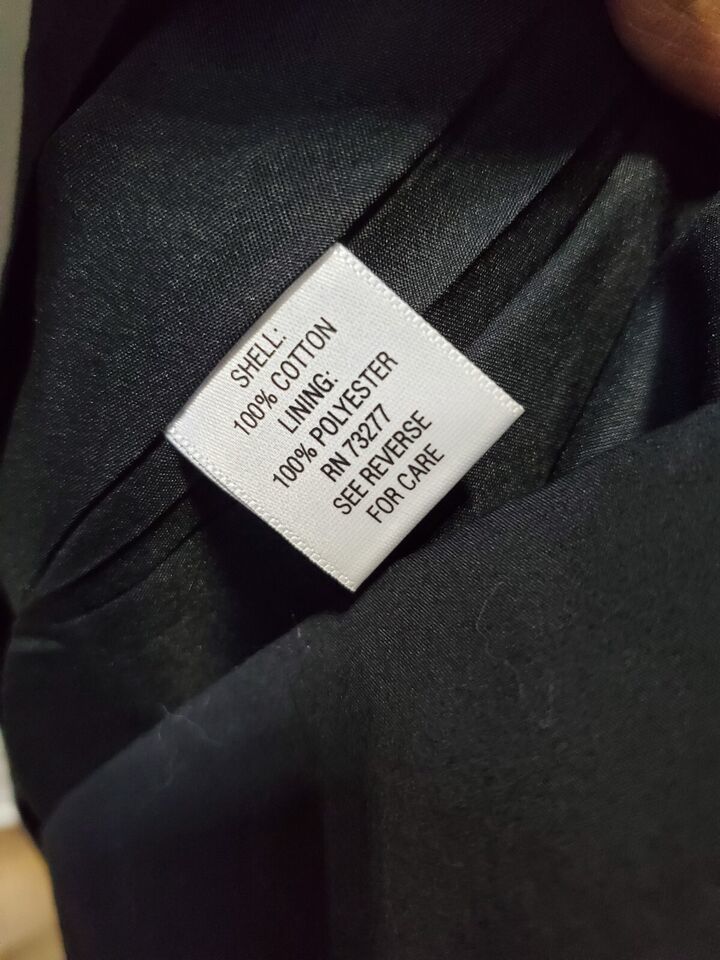 SHELL:
100% COTTON
LINING:
100% POLYESTER
RN 73277
SEE REVERSE
FOR CARE